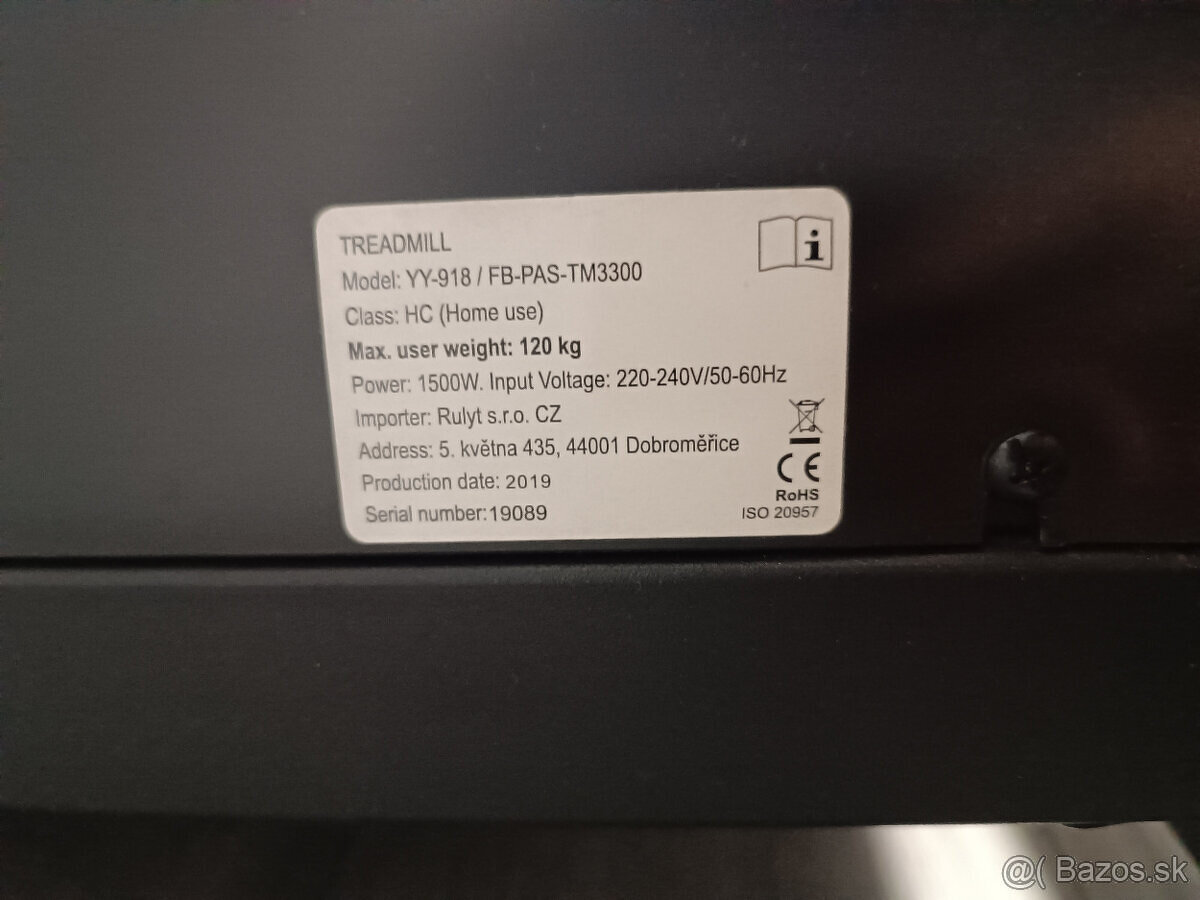 TREADMILL
Model: YY-918 / FB-PAS-TM3300
Class: HC (Home use)
Max. user weight: 120 kg
Power: 1500W. Input Voltage: 220-240V/50-60Hz
Importer: Rulyt s.r.o. CZ
Address: 5. května 435, 44001 Dobroměřice
Production date: 2019
Serial number:19089
i
CE
RoHS
ISO 20957
@( Bazos.sk